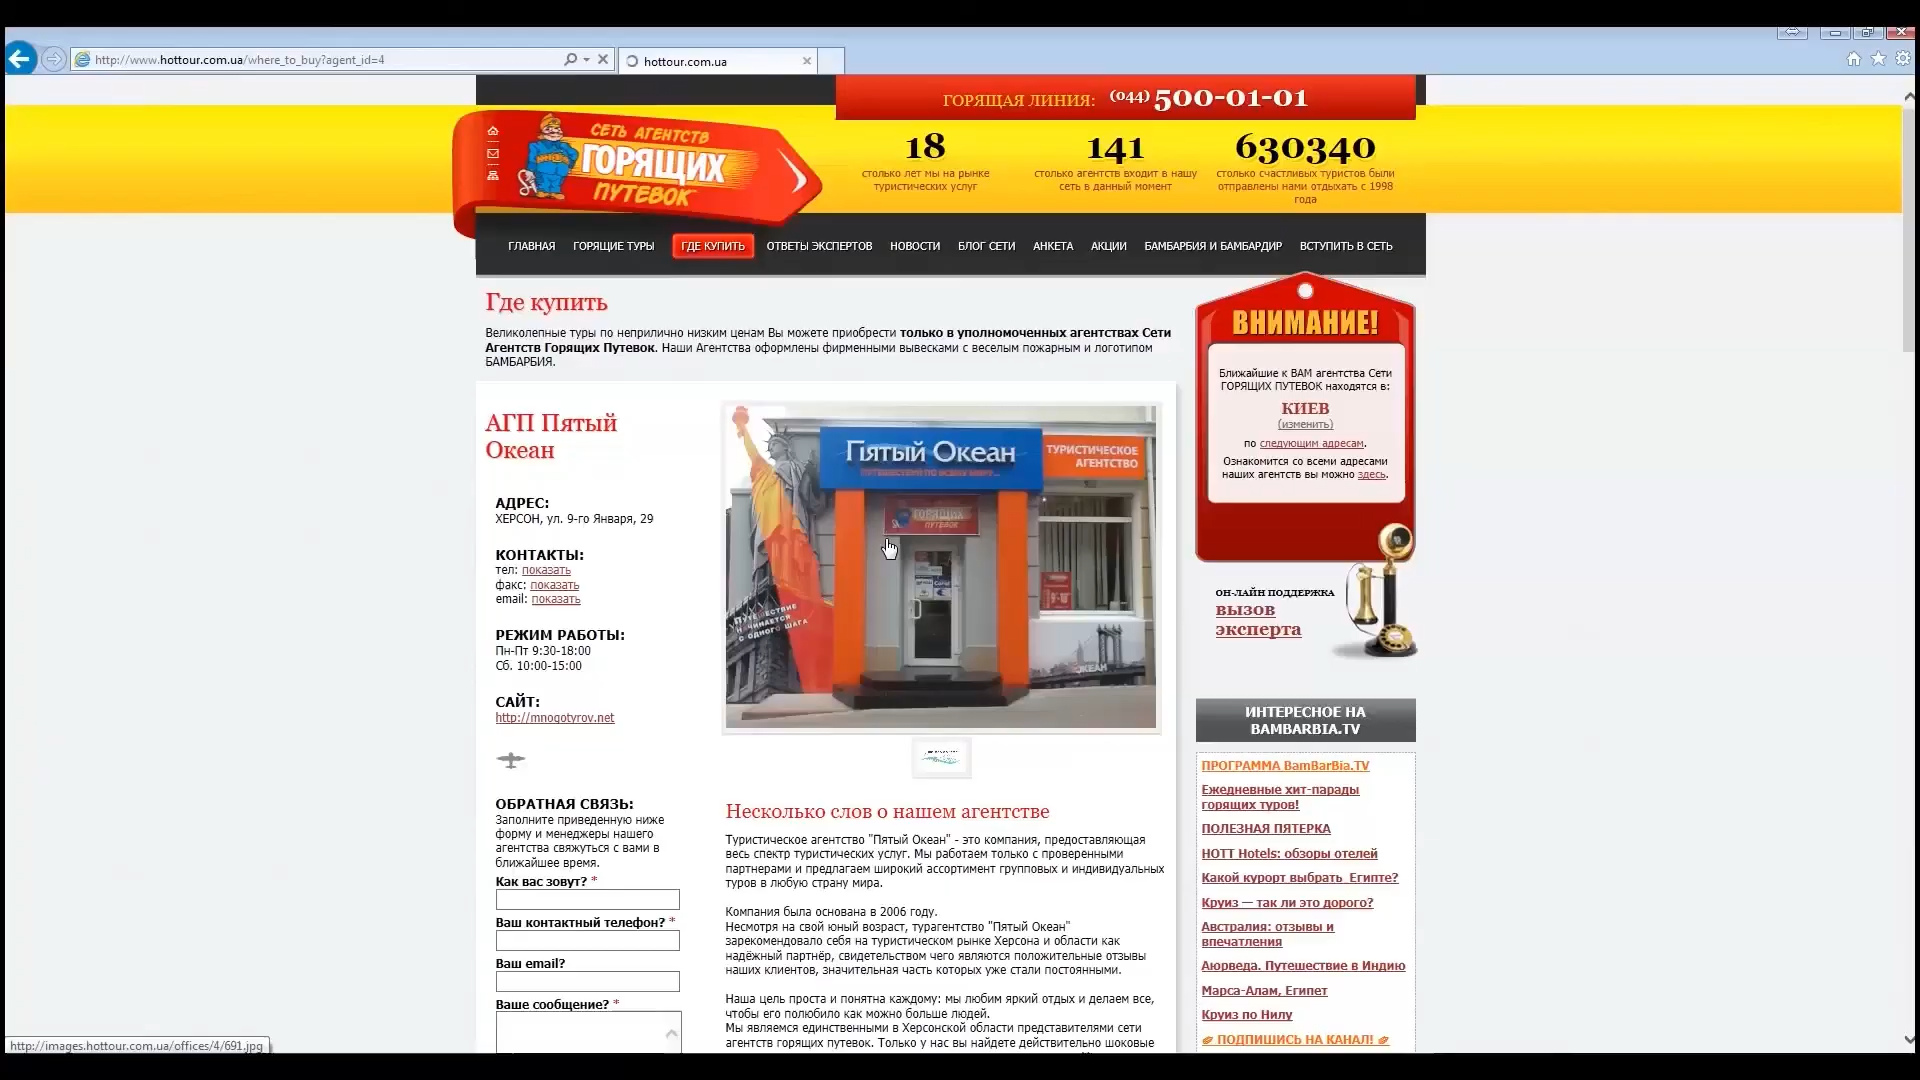 http://www.hottour.com.ua/where_to_buy?agent_id=4
hottour.com.ua
ГОРЯЩАЯ ЛИНИЯ: (044) 500-01-01
СЕТЬ АГЕНТСТВ
ГОРЯЩИХ
ПУТЕВОК
18
столько лет мы на рынке
туристических услуг
141
столько агентств входит в нашу
сеть в данный момент
630340
столько счастливых туристов были
отправлены нами отдыхать с 1998
года
ГЛАВНАЯ ГОРЯЩИЕ ТУРЫ ГДЕ КУПИТЬ ОТВЕТЫ ЭКСПЕРТОВ НОВОСТИ БЛОГ СЕТИ АНКЕТА АКЦИИ БАМБАРБИЯ И БАМБАРДИР ВСТУПИТЬ В СЕТЬ
Где купить
Великолепные туры по неприлично низким ценам Вы можете приобрести только в уполномоченных агентствах Сети
Агентств Горящих Путевок. Наши Агентства оформлены фирменными вывесками с веселым пожарным и логотипом
БАМБАРБИЯ.
АГП Пятый
Океан
АДРЕС:
ХЕРСОН, ул. 9-го Января, 29
КОНТАКТЫ:
тел: показать
факс: показать
email: показать
РЕЖИМ РАБОТЫ:
Пн-Пт 9:30-18:00
Сб. 10:00-15:00
САЙТ:
http://mnogotyrov.net
ОБРАТНАЯ СВЯЗЬ:
Заполните приведенную ниже
форму и менеджеры нашего
агентства свяжуться с вами в
ближайшее время.
Как вас зовут? *
Ваш контактный телефон? *
Ваш email?
Ваше сообщение? *
Пятый Океан
ПУТЕШЕСТВУЙ ПО ВСЕМУ МИРУ...
ТУРИСТИЧЕСКОЕ
АГЕНТСТВО
ГОРЯЩИХ
ПУТЕВОК
ПУТЕШЕСТВИЕ
НАЧИНАЕТСЯ
С ОДНОГО ШАГА
ОКЕАН
Несколько слов о нашем агентстве
Туристическое агентство "Пятый Океан" - это компания, предоставляющая
весь спектр туристических услуг. Мы работаем только с проверенными
партнерами и предлагаем широкий ассортимент групповых и индивидуальных
туров в любую страну мира.
Компания была основана в 2006 году.
Несмотря на свой юный возраст, турагентство "Пятый Океан"
зарекомендовало себя на туристическом рынке Херсона и области как
надёжный партнёр, свидетельством чего являются положительные отзывы
наших клиентов, значительная часть которых уже стали постоянными.
Наша цель проста и понятна каждому: мы любим яркий отдых и делаем все,
чтобы его полюбило как можно больше людей.
Мы являемся единственными в Херсонской области представителями сети
агентств горящих путевок. Только у нас вы найдете действительно шоковые
ВНИМАНИЕ!
Ближайшие к ВАМ агентства Сети
ГОРЯЩИХ ПУТЕВОК находятся в:
КИЕВ
(изменить)
по следующим адресам.
Ознакомится со всеми адресами
наших агентств вы можно здесь.
ОН-ЛАЙН ПОДДЕРЖКА
вызов
эксперта
ИНТЕРЕСНОЕ НА
BAMBARBIA.TV
ПРОГРАММА BamBarBia.TV
Ежедневные хит-парады
горящих туров!
ПОЛЕЗНАЯ ПЯТЕРКА
HOTT Hotels: обзоры отелей
Какой курорт выбрать Египте?
Круиз — так ли это дорого?
Австралия: отзывы и
впечатления
Аюрведа. Путешествие в Индию
Марса-Алам, Египет
Круиз по Нилу
ПОДПИШИСЬ НА КАНАЛ!
http://images.hottour.com.ua/offices/4/691.jpg